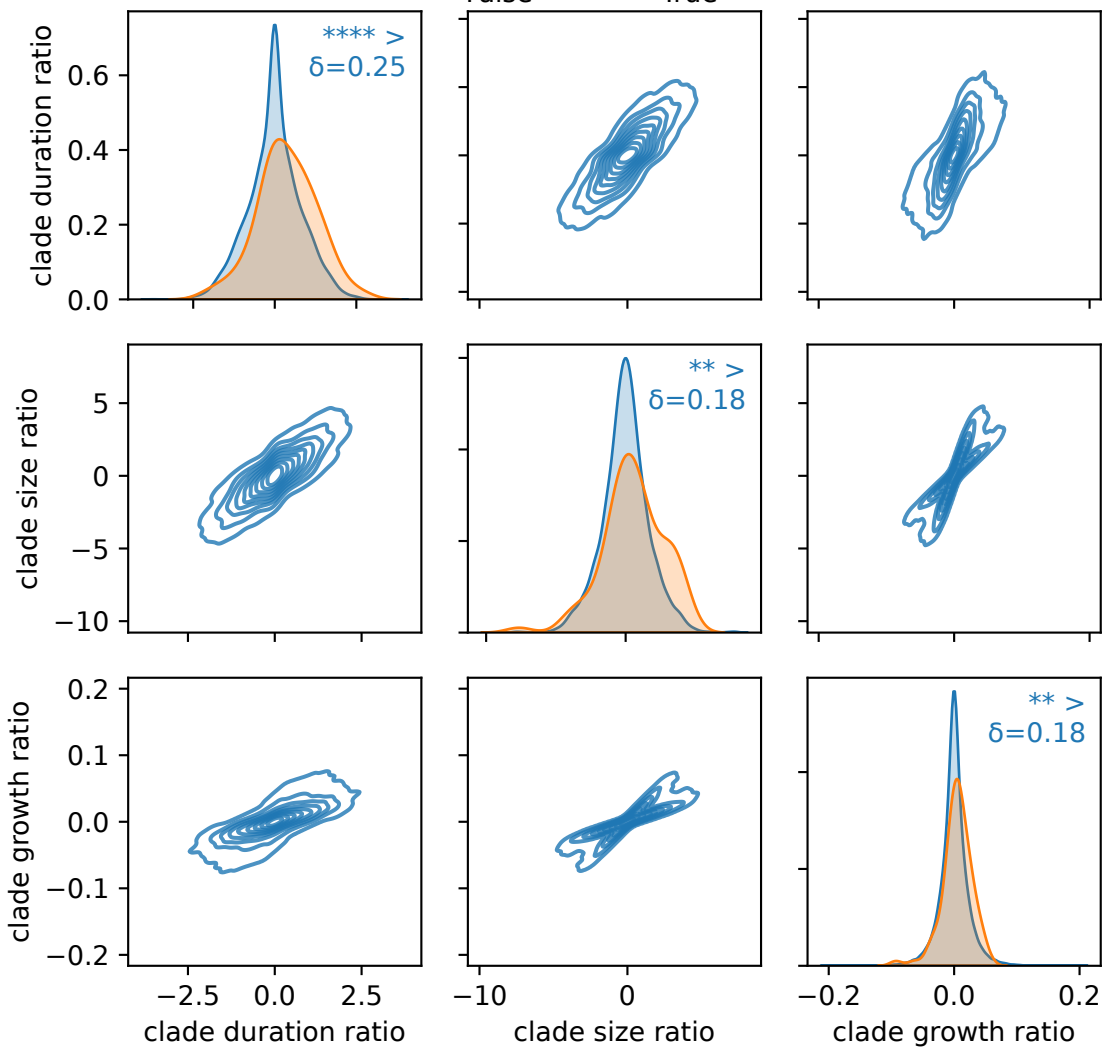 **** >
δ=0.25
clade duration ratio
0.6
0.4
0.2
0.0
** >
δ=0.18
clade size ratio
5
0
−5
−10
** >
δ=0.18
clade growth ratio
0.2
0.1
0.0
−0.1
−0.2
−2.5 0.0 2.5
−10 0
−0.2 0.0 0.2
clade duration ratio
clade size ratio
clade growth ratio